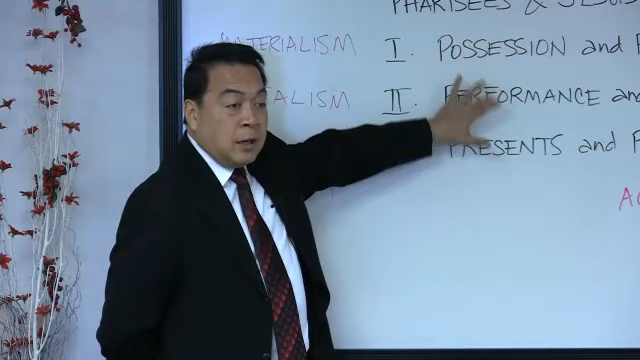 PHARISEES &
MATERIALISM I. POSSESSION and
II. PERFORMANCE and
PRESENTS and